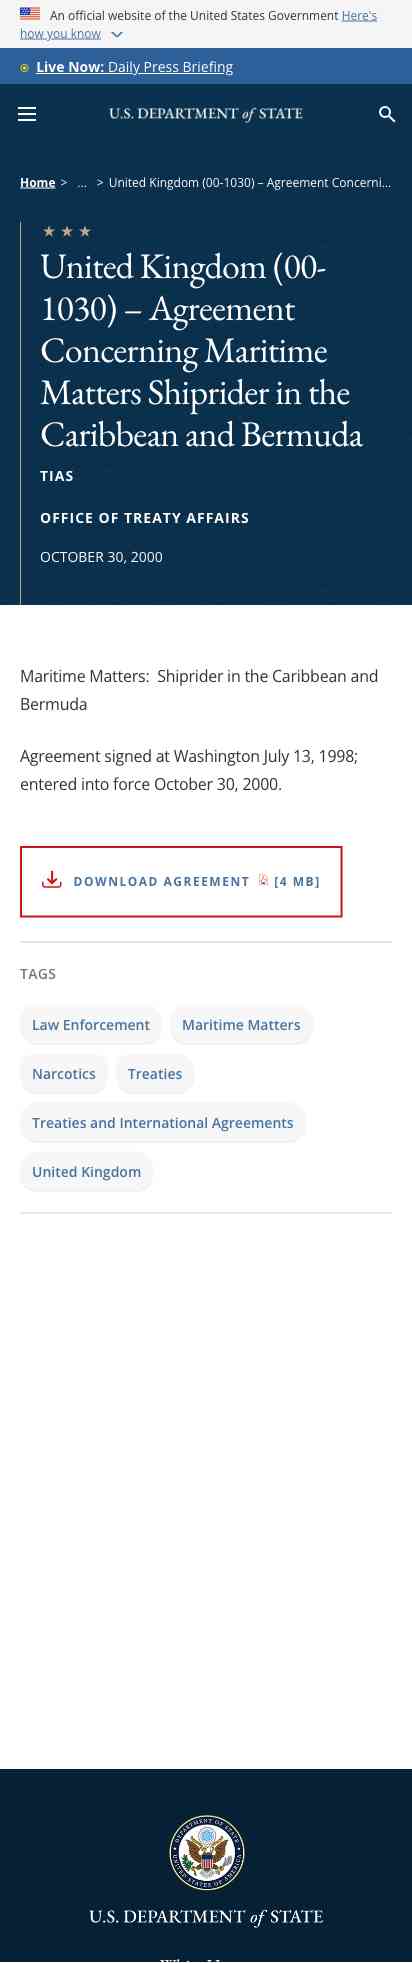 An official website of the United States Government Here's
how you know
Live Now: Daily Press Briefing
U.S. DEPARTMENT of STATE
Home > ... > United Kingdom (00-1030) – Agreement Concerni...
United Kingdom (00-
1030) – Agreement
Concerning Maritime
Matters Shiprider in the
Caribbean and Bermuda
TIAS
OFFICE OF TREATY AFFAIRS
OCTOBER 30, 2000
Maritime Matters:  Shiprider in the Caribbean and
Bermuda
Agreement signed at Washington July 13, 1998;
entered into force October 30, 2000.
DOWNLOAD AGREEMENT [4 MB]
TAGS
Law Enforcement Maritime Matters
Narcotics Treaties
Treaties and International Agreements
United Kingdom
DEPARTMENT OF STATE
UNITED STATES OF AMERICA
U.S. DEPARTMENT of STATE